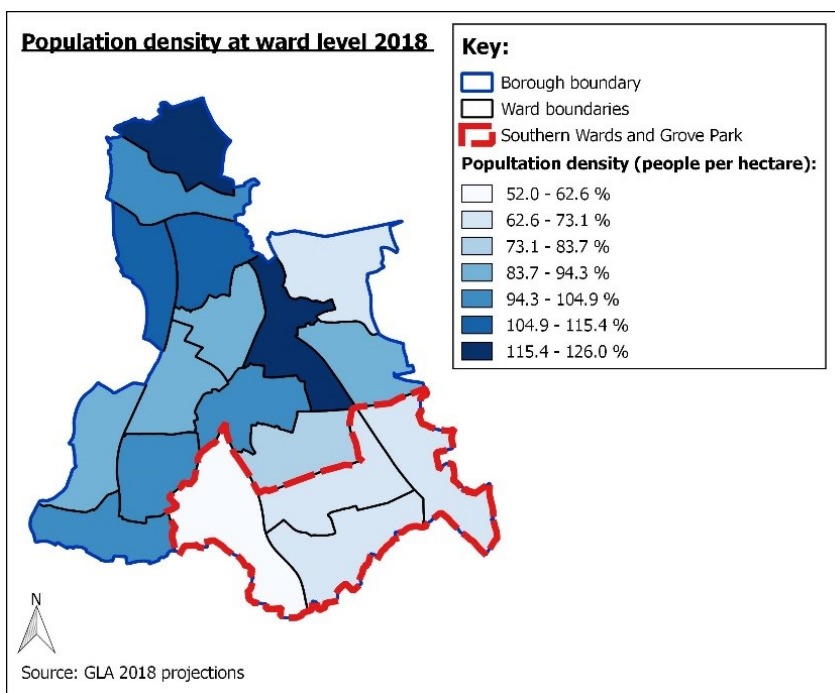 Population density at ward level 2018
Key:
Borough boundary
Ward boundaries
Southern Wards and Grove Park
Popultation density (people per hectare):
52.0 - 62.6 %
62.6 - 73.1 %
73.1 - 83.7 %
83.7 - 94.3 %
94.3 - 104.9 %
104.9 - 115.4 %
115.4 - 126.0 %
N
Source: GLA 2018 projections